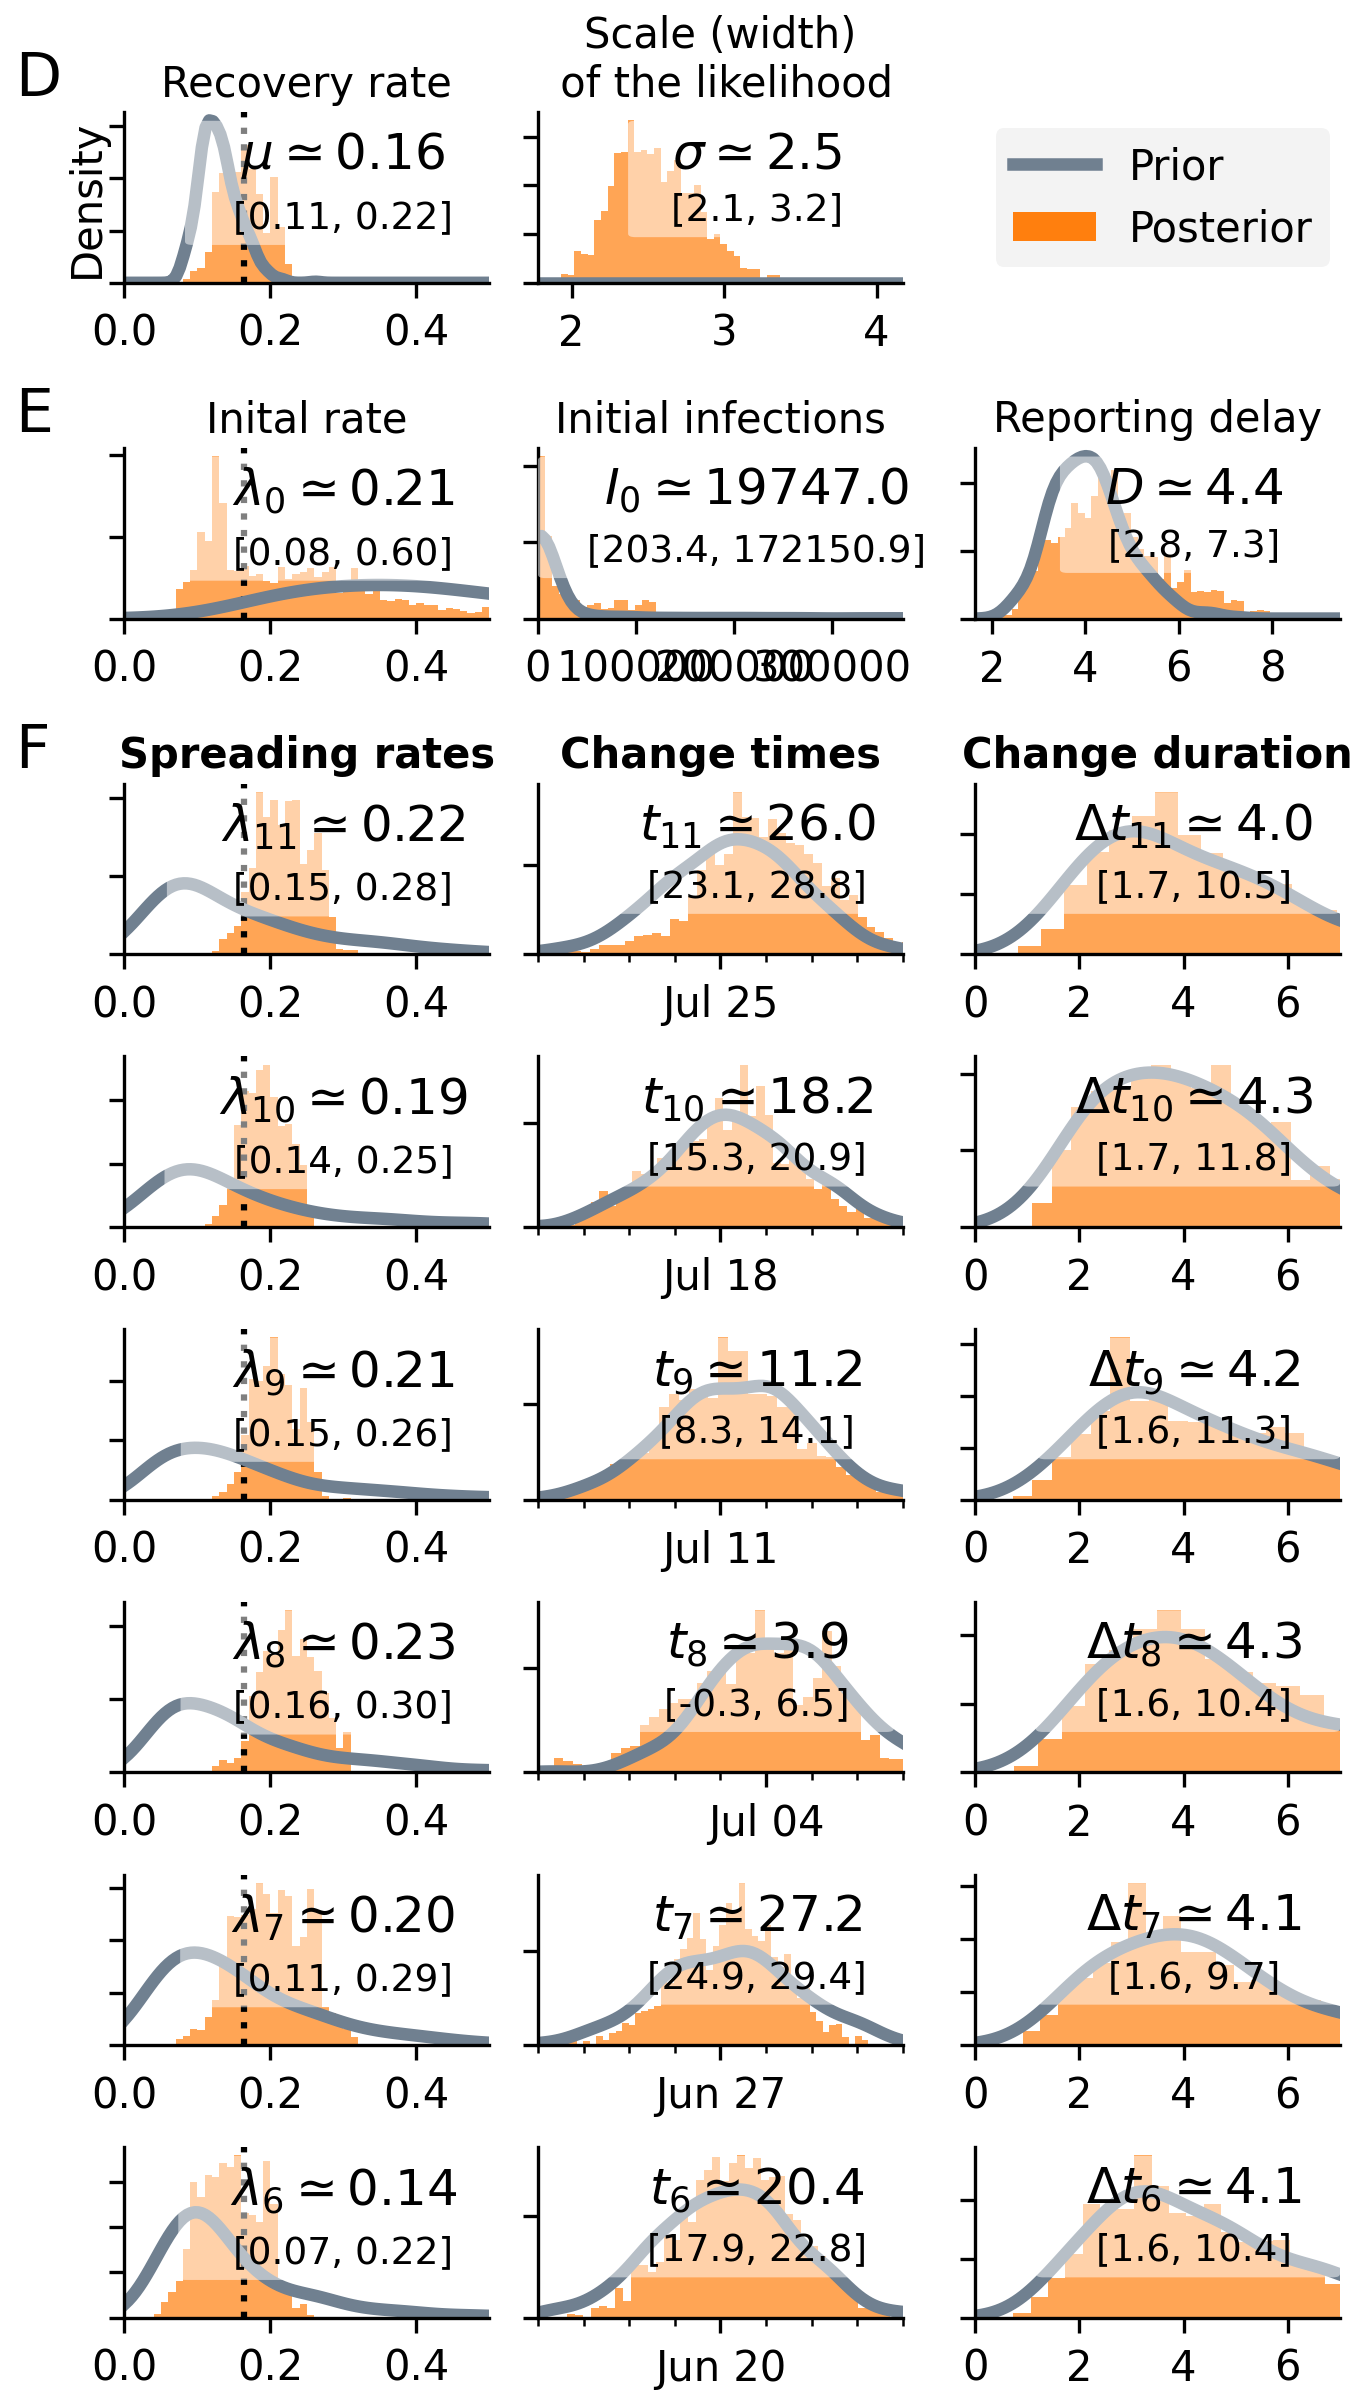 D
Recovery rate
Scale (width)
of the likelihood
Density
μ ≃ 0.16
[0.11, 0.22]
σ ≃ 2.5
[2.1, 3.2]
Prior
Posterior
0.0 0.2 0.4
2 3 4
E
Inital rate
Initial infections
Reporting delay
λ0 ≃ 0.21
[0.08, 0.60]
I0 ≃ 19747.0
[203.4, 172150.9]
D ≃ 4.4
[2.8, 7.3]
0.0 0.2 0.4
0 100000 200000 300000
2 4 6 8
F
Spreading rates
Change times
Change duration
λ11 ≃ 0.22
[0.15, 0.28]
t11 ≃ 26.0
[23.1, 28.8]
Δt11 ≃ 4.0
[1.7, 10.5]
0.0 0.2 0.4
Jul 25
0 2 4 6
λ10 ≃ 0.19
[0.14, 0.25]
t10 ≃ 18.2
[15.3, 20.9]
Δt10 ≃ 4.3
[1.7, 11.8]
0.0 0.2 0.4
Jul 18
0 2 4 6
λ9 ≃ 0.21
[0.15, 0.26]
t9 ≃ 11.2
[8.3, 14.1]
Δt9 ≃ 4.2
[1.6, 11.3]
0.0 0.2 0.4
Jul 11
0 2 4 6
λ8 ≃ 0.23
[0.16, 0.30]
t8 ≃ 3.9
[-0.3, 6.5]
Δt8 ≃ 4.3
[1.6, 10.4]
0.0 0.2 0.4
Jul 04
0 2 4 6
λ7 ≃ 0.20
[0.11, 0.29]
t7 ≃ 27.2
[24.9, 29.4]
Δt7 ≃ 4.1
[1.6, 9.7]
0.0 0.2 0.4
Jun 27
0 2 4 6
λ6 ≃ 0.14
[0.07, 0.22]
t6 ≃ 20.4
[17.9, 22.8]
Δt6 ≃ 4.1
[1.6, 10.4]
0.0 0.2 0.4
Jun 20
0 2 4 6